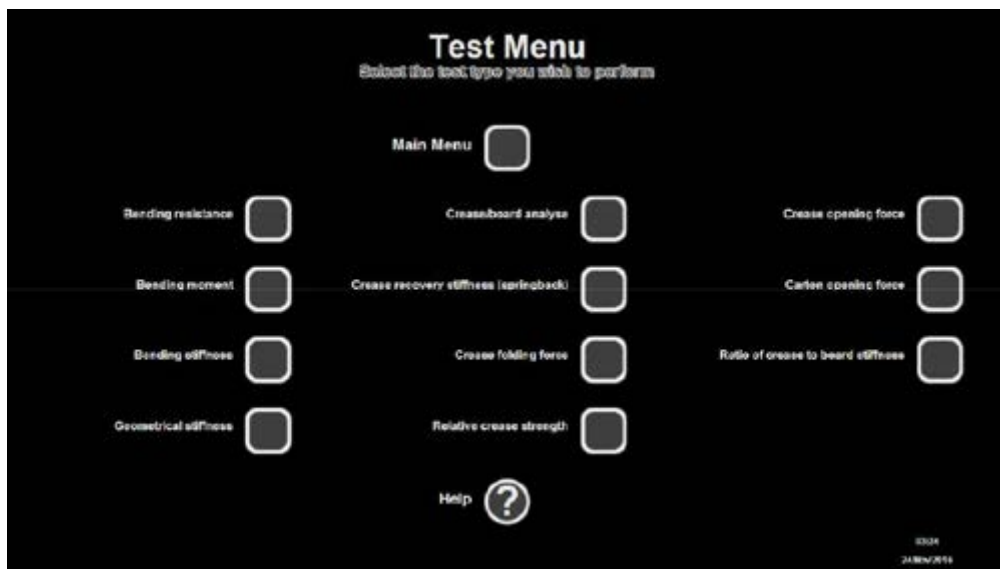 Test Menu
Select the test type you wish to perform
Main Menu
Bending resistance
Crease/board analyse
Crease opening force
Bending moment
Crease recovery stiffness (springback)
Carton opening force
Bending stiffness
Crease folding force
Ratio of crease to board stiffness
Geometrical stiffness
Relative crease strength
Help
?